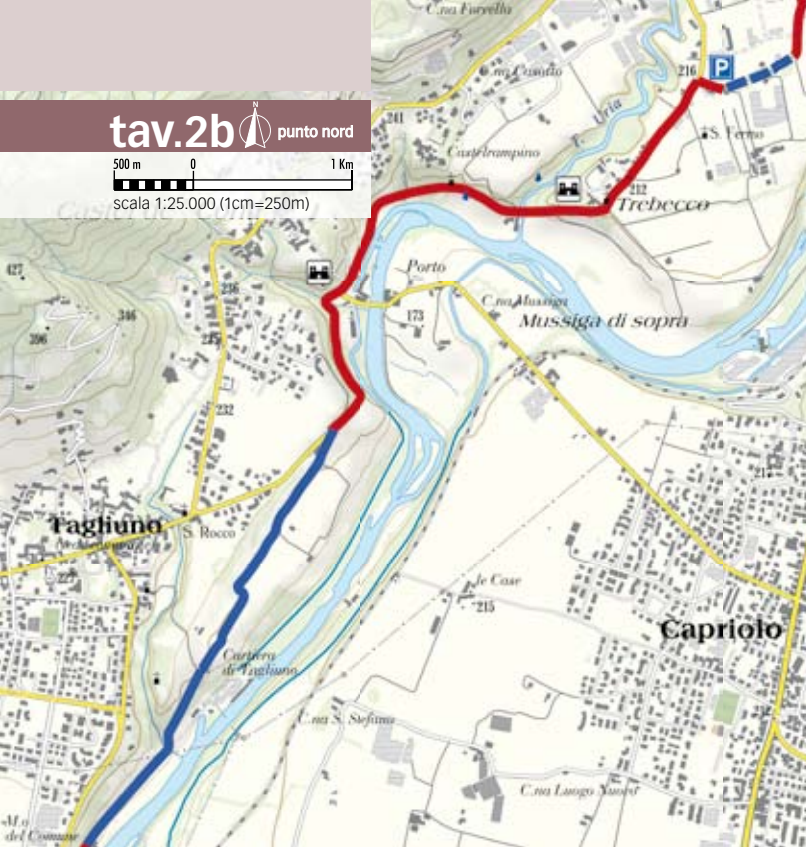 C.na Forcella
C.na Casotto
216
P
tav.2b
N
punto nord
241
T. Uria
S. Fermo
500 m 0 1 Km
Castelrampino
212
scala 1:25.000 (1cm=250m)
Trebecco
427
Porto
236
C.na Mussiga
346
173
Mussiga di sopra
396
232
Tagliuno
S. Rocco
le Case
215
Capriolo
Cartiera
di Tagliuno
C.na S. Stefano
C.na Luogo Nuovo
M.o
del Comune